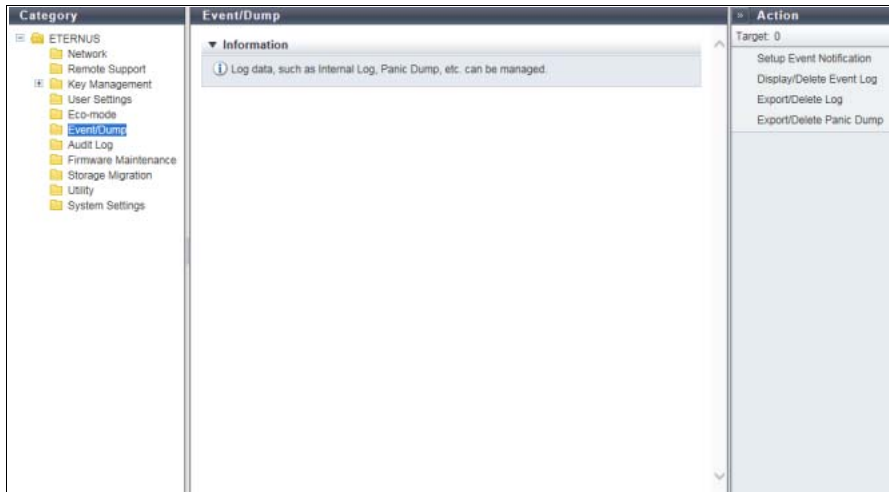 Category
ETERNUS
Network
Remote Support
Key Management
User Settings
Eco-mode
Event/Dump
Audit Log
Firmware Maintenance
Storage Migration
Utility
System Settings
Event/Dump
▼ Information
Log data, such as Internal Log, Panic Dump, etc. can be managed.
» Action
Target: 0
Setup Event Notification
Display/Delete Event Log
Export/Delete Log
Export/Delete Panic Dump